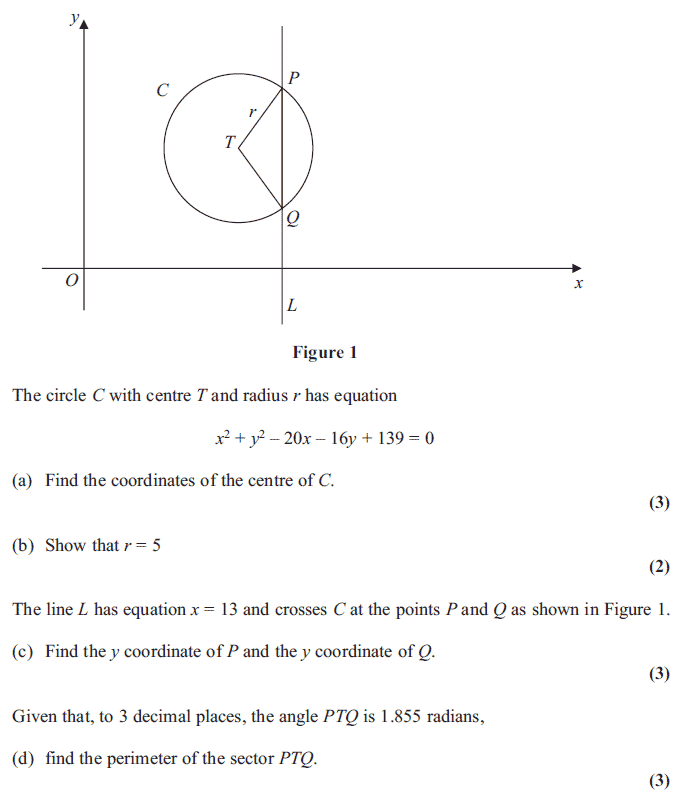 y
C
P
r
T
Q
O
x
L
Figure 1
The circle C with centre T and radius r has equation
x² + y² – 20x – 16y + 139 = 0
(a) Find the coordinates of the centre of C.
(3)
(b) Show that r = 5
(2)
The line L has equation x = 13 and crosses C at the points P and Q as shown in Figure 1.
(c) Find the y coordinate of P and the y coordinate of Q.
(3)
Given that, to 3 decimal places, the angle PTQ is 1.855 radians,
(d) find the perimeter of the sector PTQ.
(3)